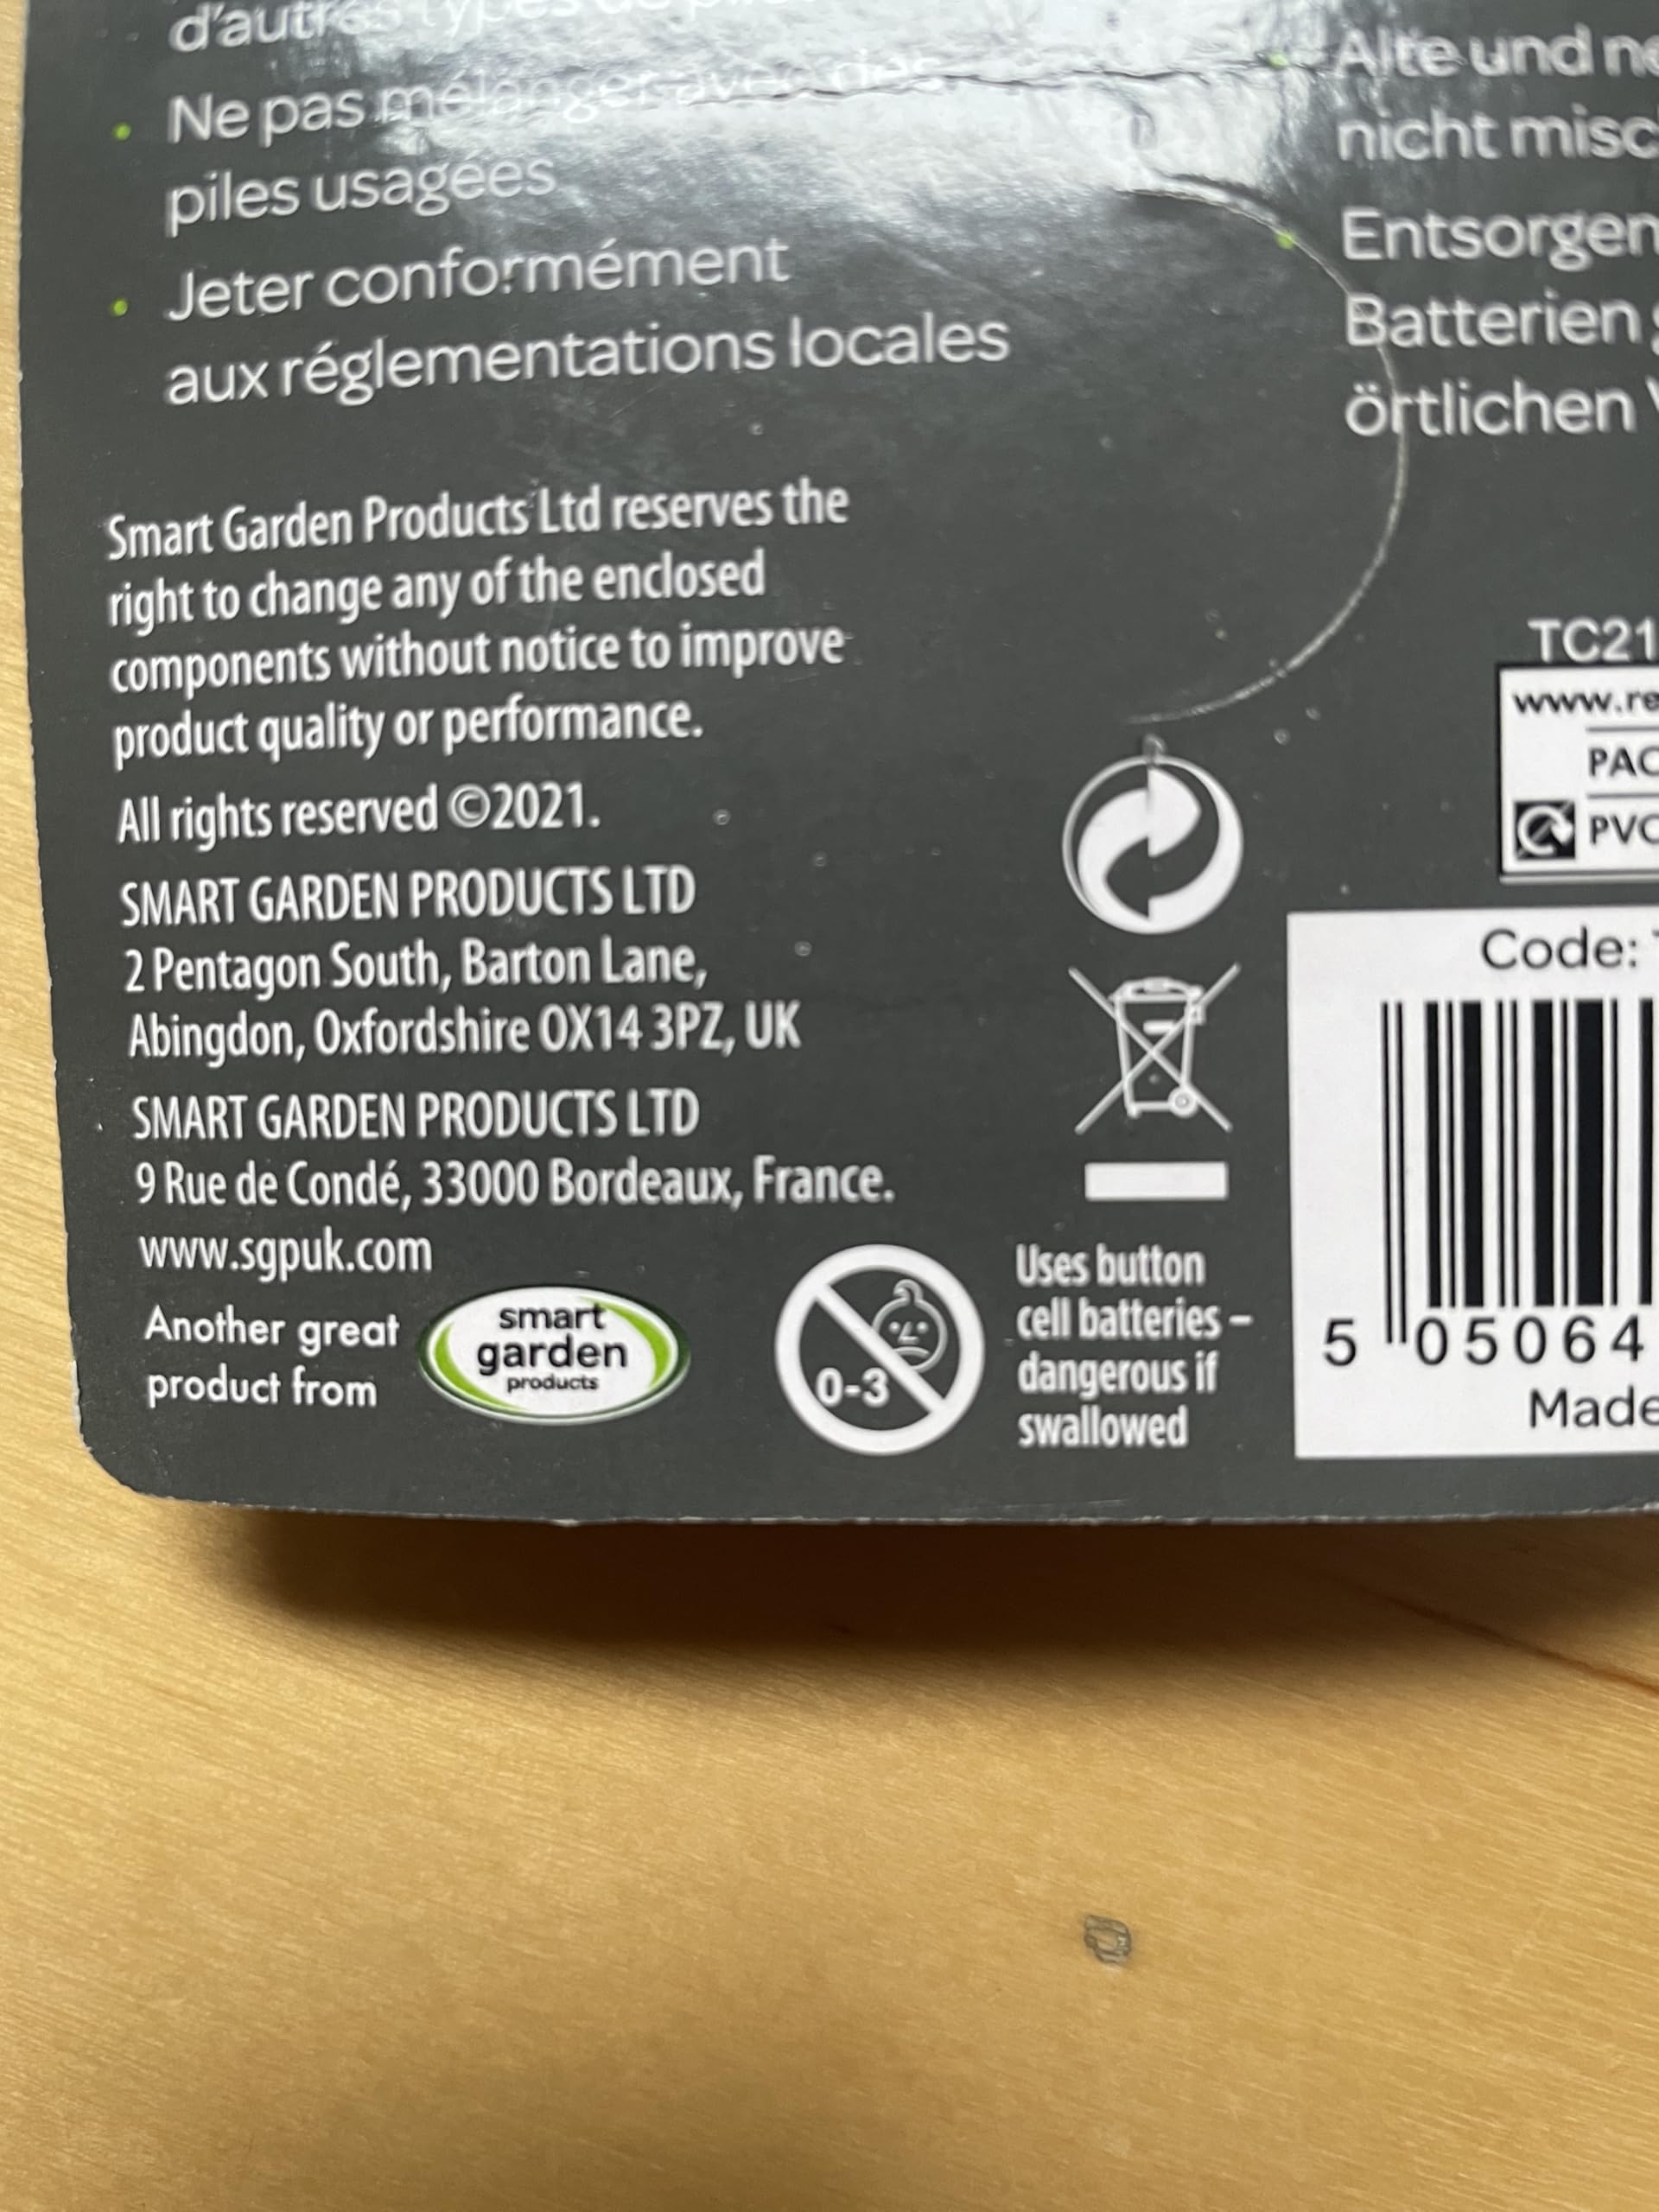 d'autres types de
Ne pas mélanger avec des
piles usagées
Jeter conformément
aux réglementations locales
Alte und
nicht
Entsorgen
Batterien
örtlichen
Smart Garden Products Ltd reserves the
right to change any of the enclosed
components without notice to improve
product quality or performance.
All rights reserved ©2021.
SMART GARDEN PRODUCTS LTD
2 Pentagon South, Barton Lane,
Abingdon, Oxfordshire OX14 3PZ, UK
SMART GARDEN PRODUCTS LTD
9 Rue de Condé, 33000 Bordeaux, France.
www.sgpuk.com
Another great
product from
smart
garden
products
0-3
Uses button
cell batteries –
dangerous if
swallowed
TC21
www.re
PAC
PVC
Code:
5 05064
Made